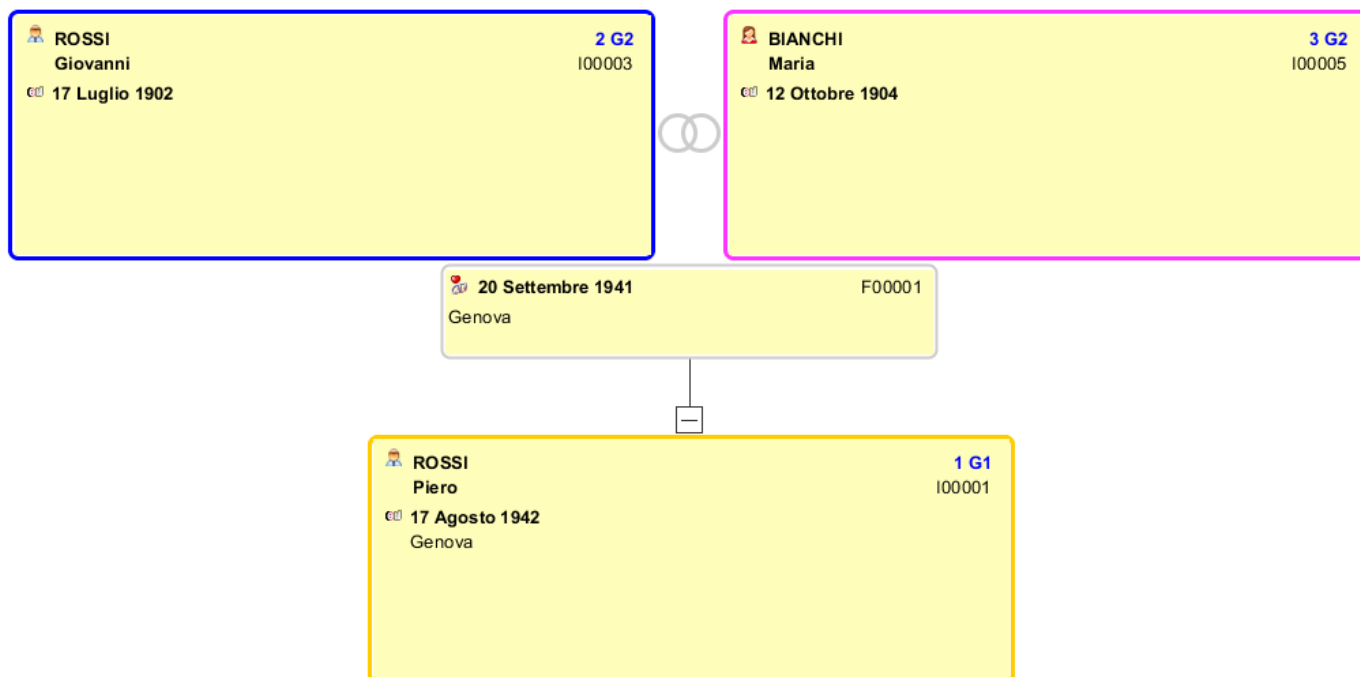 ROSSI 2 G2
Giovanni I00003
17 Luglio 1902
BIANCHI 3 G2
Maria I00005
12 Ottobre 1904
20 Settembre 1941 F00001
Genova
ROSSI 1 G1
Piero I00001
17 Agosto 1942
Genova